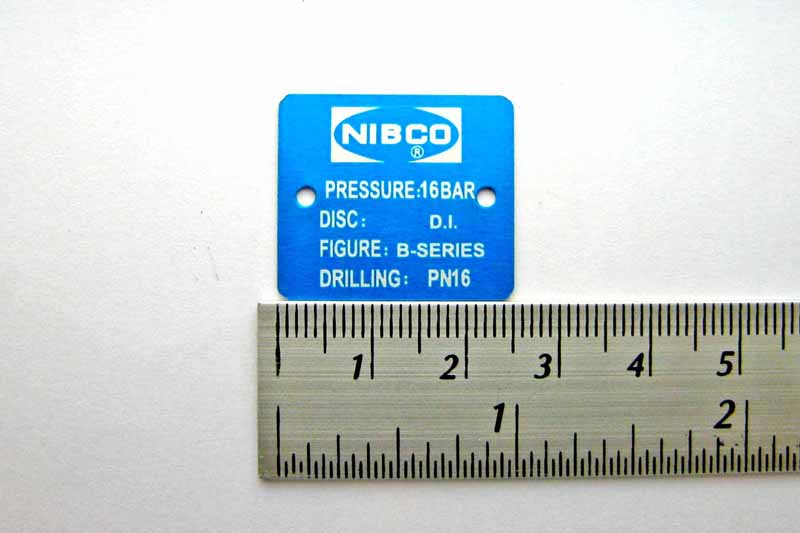 NIBCO
®
PRESSURE:16BAR
DISC: D.I.
FIGURE: B-SERIES
DRILLING: PN16
1 2 3 4 5
1 2